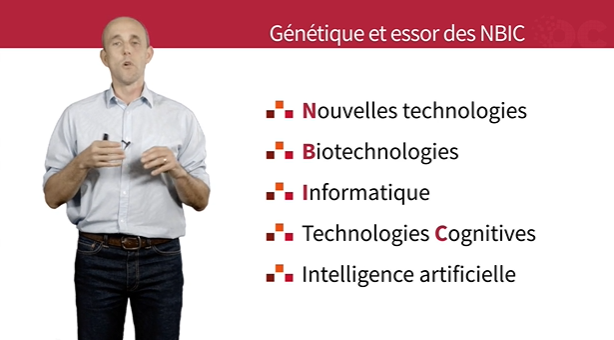 Génétique et essor des NBIC
Nouvelles technologies
Biotechnologies
Informatique
Technologies Cognitives
Intelligence artificielle